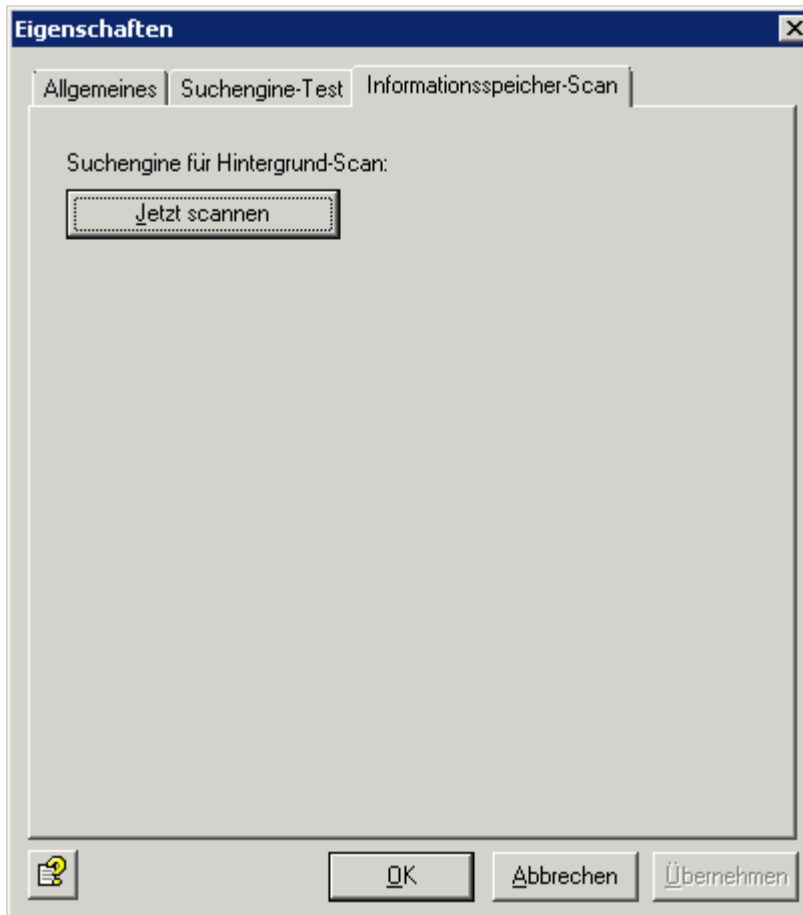 Eigenschaften
Allgemeines Suchengine-Test Informationsspeicher-Scan
Suchengine für Hintergrund-Scan:
Jetzt scannen
OK Abbrechen Übernehmen